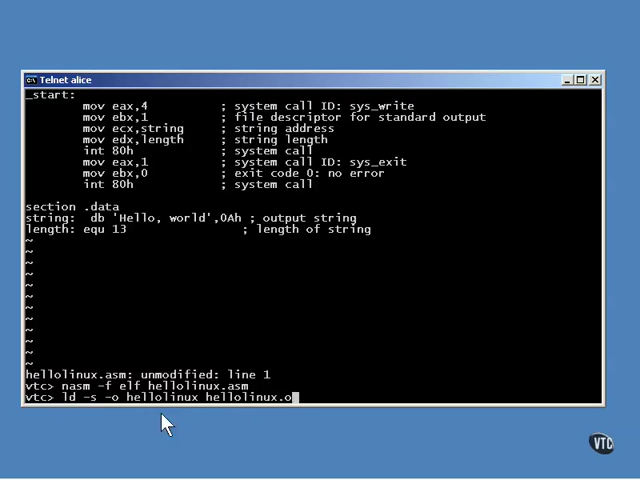 Telnet alice
_start:
mov eax,4 ; system call ID: sys_write
mov ebx,1 ; file descriptor for standard output
mov ecx,string ; string address
mov edx,length ; string length
int 80h ; system call
mov eax,1 ; system call ID: sys_exit
mov ebx,0 ; exit code 0: no error
int 80h ; system call
section .data
string: db 'Hello, world',0Ah ; output string
length: equ 13 ; length of string
~
~
~
~
~
~
~
~
~
~
~
~
hellolinux.asm: unmodified: line 1
vtc> nasm -f elf hellolinux.asm
vtc> ld -s -o hellolinux hellolinux.o
VTC